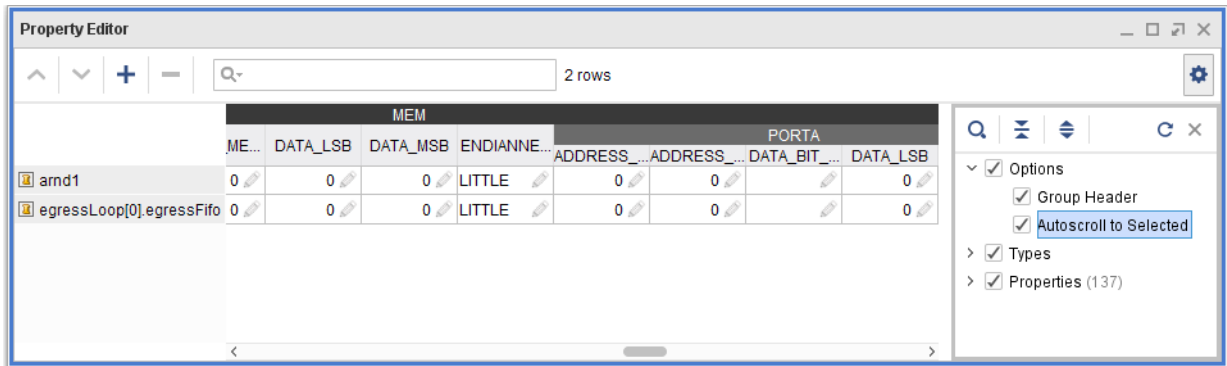 Property Editor
2 rows
MEM
ME... DATA_LSB DATA_MSB ENDIANNE...
PORTA
ADDRESS_... ADDRESS_... DATA_BIT_... DATA_LSB
arnd1 0 0 0 LITTLE 0 0 0
egressLoop[0].egressFifo 0 0 0 LITTLE 0 0 0
Options
Group Header
Autoscroll to Selected
Types
Properties (137)